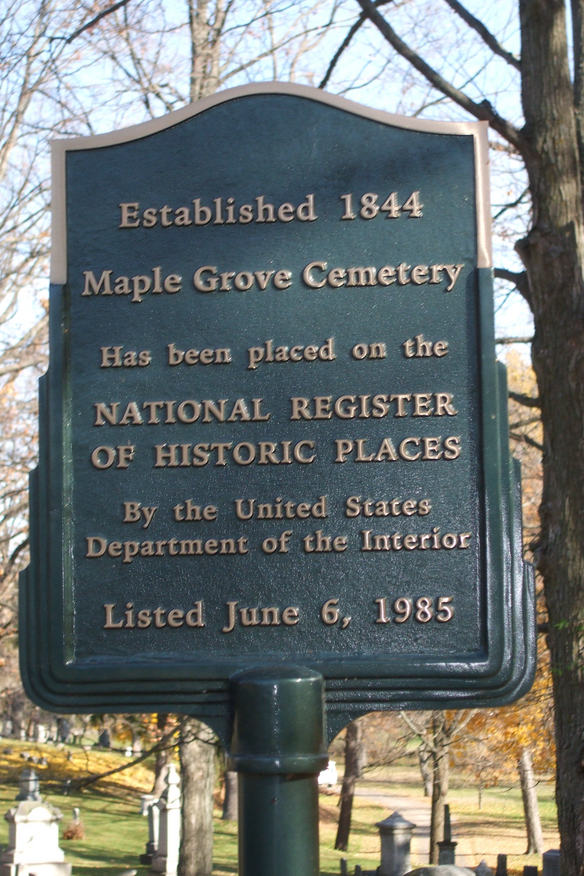 Established 1844
Maple Grove Cemetery
Has been placed on the
NATIONAL REGISTER
OF HISTORIC PLACES
By the United States
Department of the Interior
Listed June 6, 1985